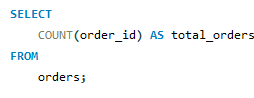 SELECT
    COUNT(order_id) AS total_orders
FROM
    orders;